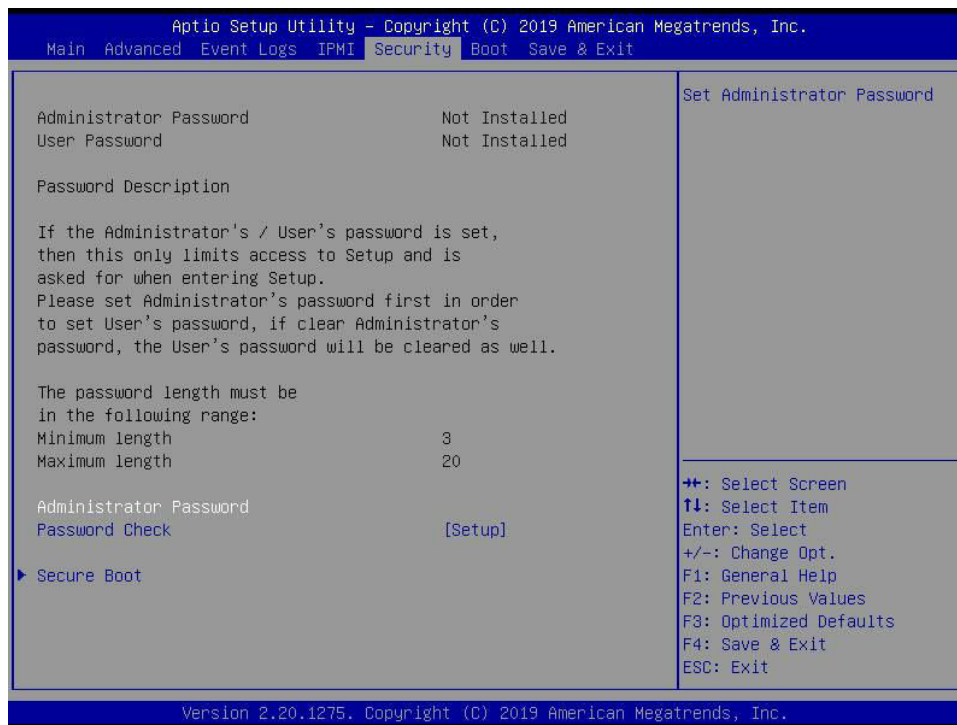 Aptio Setup Utility – Copyright (C) 2019 American Megatrends, Inc.
Main Advanced Event Logs IPMI Security Boot Save & Exit
Administrator Password Not Installed
User Password Not Installed
Password Description
If the Administrator's / User's password is set,
then this only limits access to Setup and is
asked for when entering Setup.
Please set Administrator's password first in order
to set User's password, if clear Administrator's
password, the User's password will be cleared as well.
The password length must be
in the following range:
Minimum length 3
Maximum length 20
Administrator Password
Password Check [Setup]
Secure Boot
Set Administrator Password
→←: Select Screen
↑↓: Select Item
Enter: Select
+/-: Change Opt.
F1: General Help
F2: Previous Values
F3: Optimized Defaults
F4: Save & Exit
ESC: Exit
Version 2.20.1275. Copyright (C) 2019 American Megatrends, Inc.